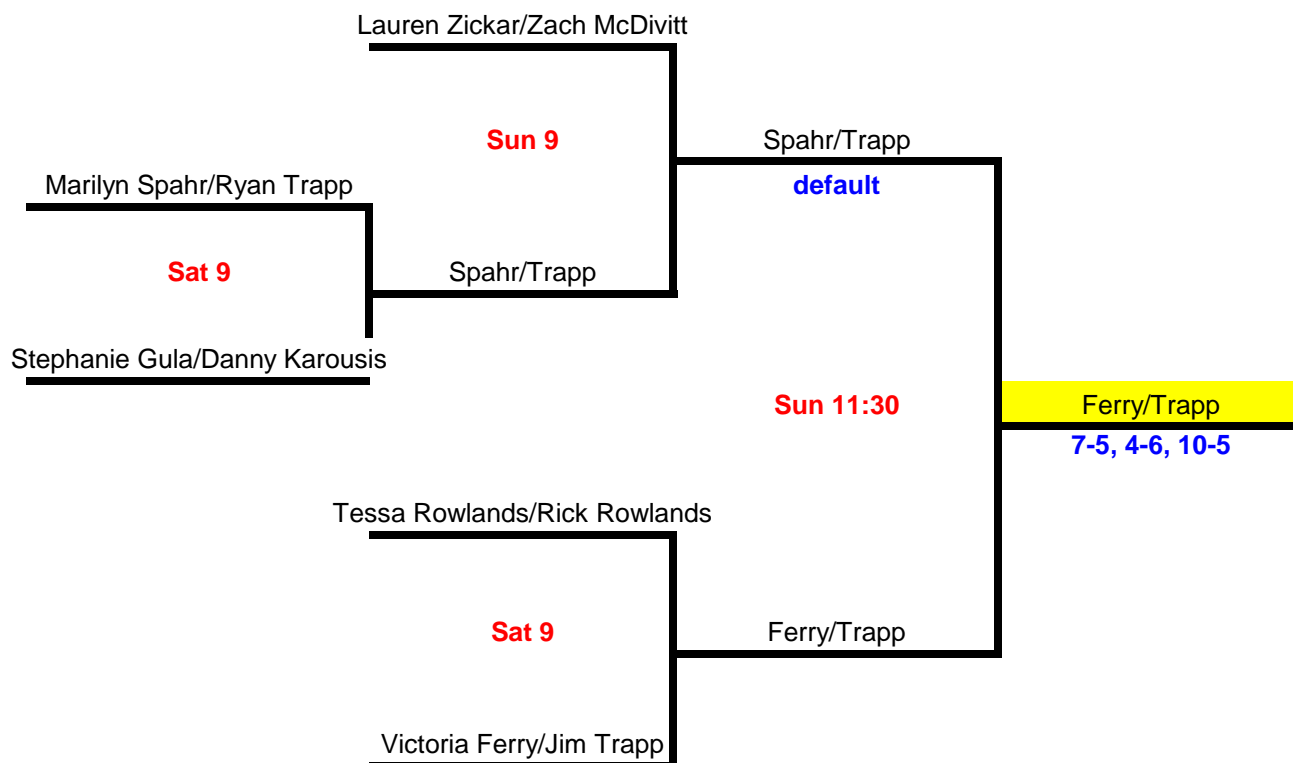 Lauren Zickar/Zach McDivitt
Sun 9
Spahr/Trapp
Marilyn Spahr/Ryan Trapp
default
Sat 9
Spahr/Trapp
Stephanie Gula/Danny Karousis
Sun 11:30
Ferry/Trapp
7-5, 4-6, 10-5
Tessa Rowlands/Rick Rowlands
Sat 9
Ferry/Trapp
Victoria Ferry/Jim Trapp